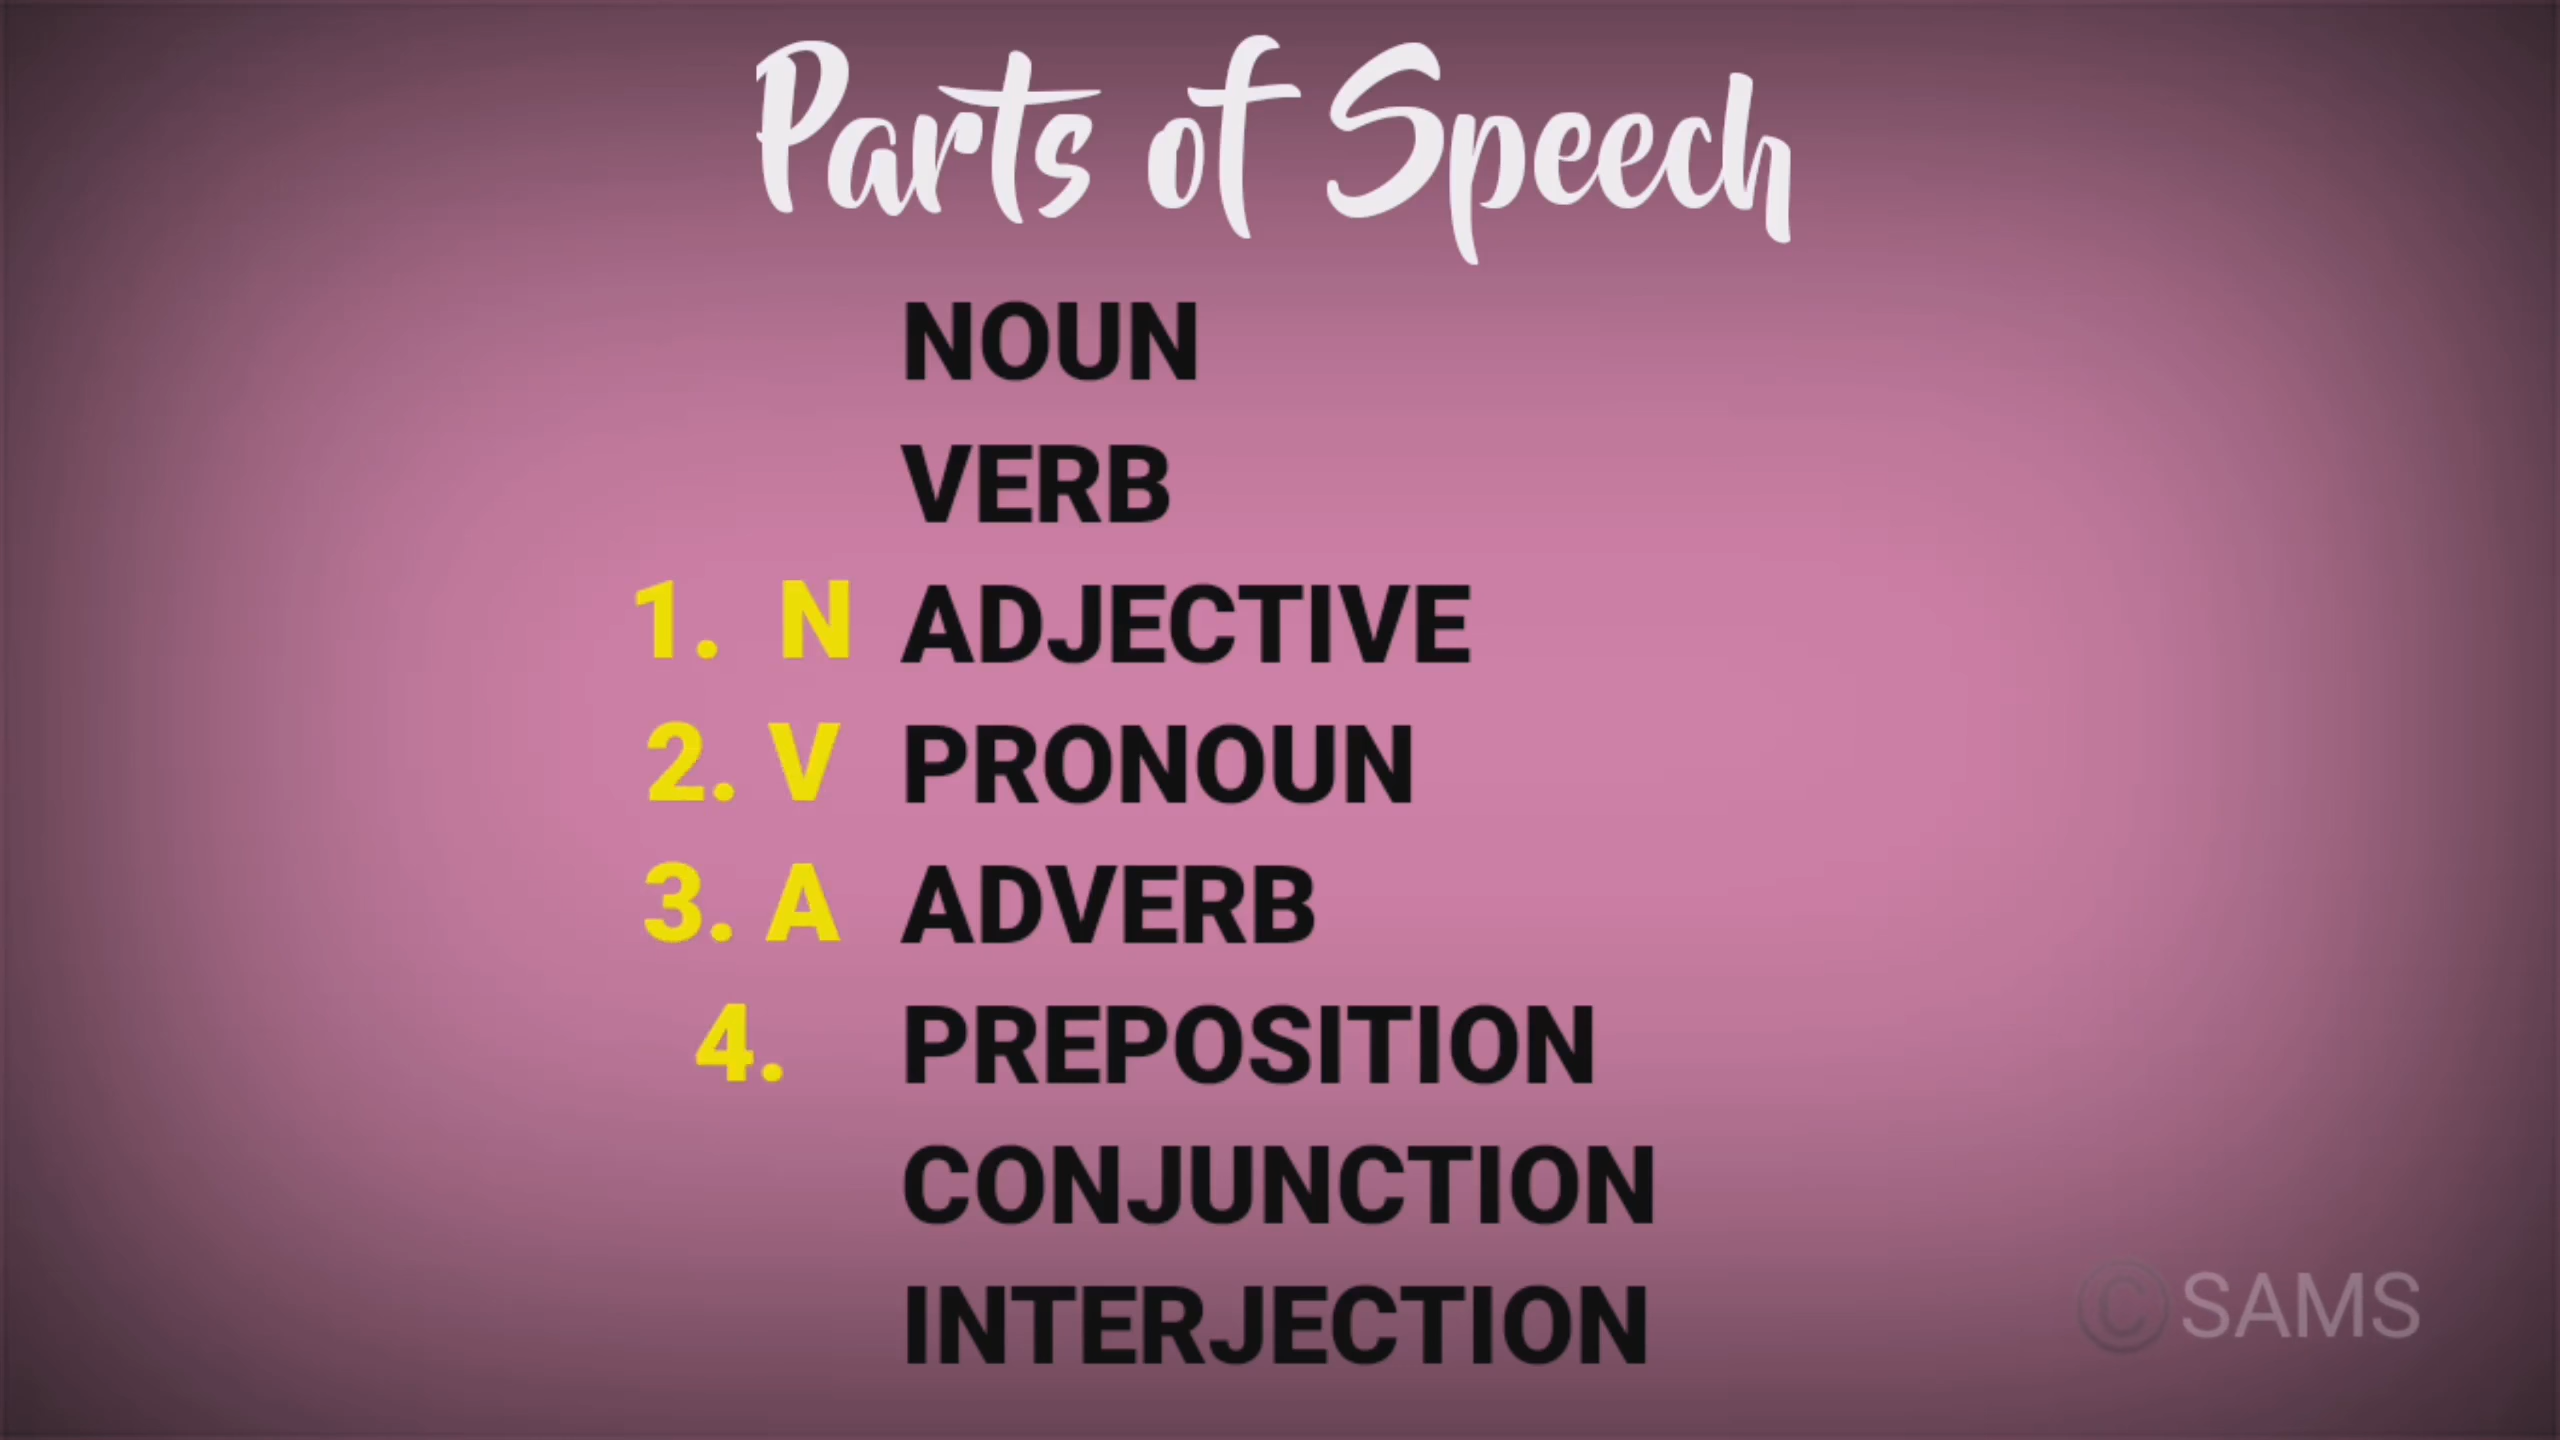 Parts of Speech
NOUN
VERB
1. N ADJECTIVE
2. V PRONOUN
3. A ADVERB
4. PREPOSITION
CONJUNCTION
INTERJECTION
©SAMS